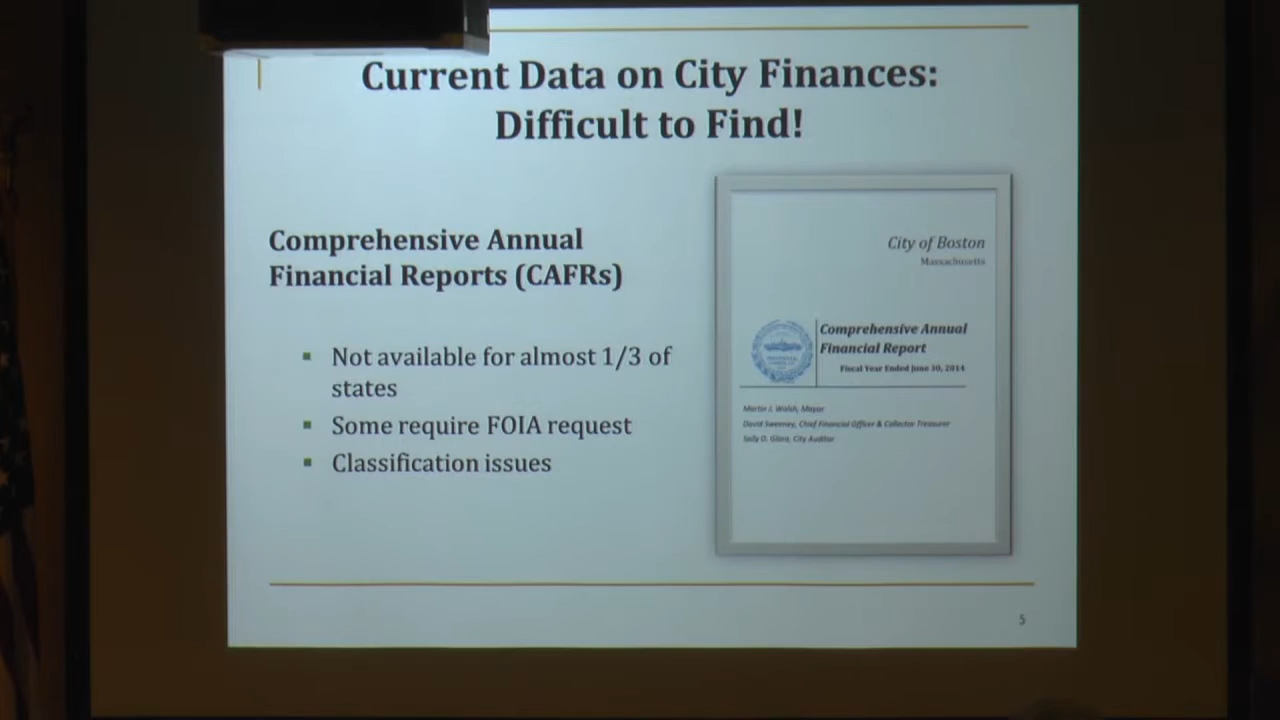 Current Data on City Finances:
Difficult to Find!
Comprehensive Annual
Financial Reports (CAFRs)
Not available for almost 1/3 of
states
Some require FOIA request
Classification issues
City of Boston
Massachusetts
Comprehensive Annual
Financial Report
Fiscal Year Ended June 30, 2014
Martin J. Walsh, Mayor
David Sweeney, Chief Financial Officer & Collector Treasurer
Sally D. Glora, City Auditor
5